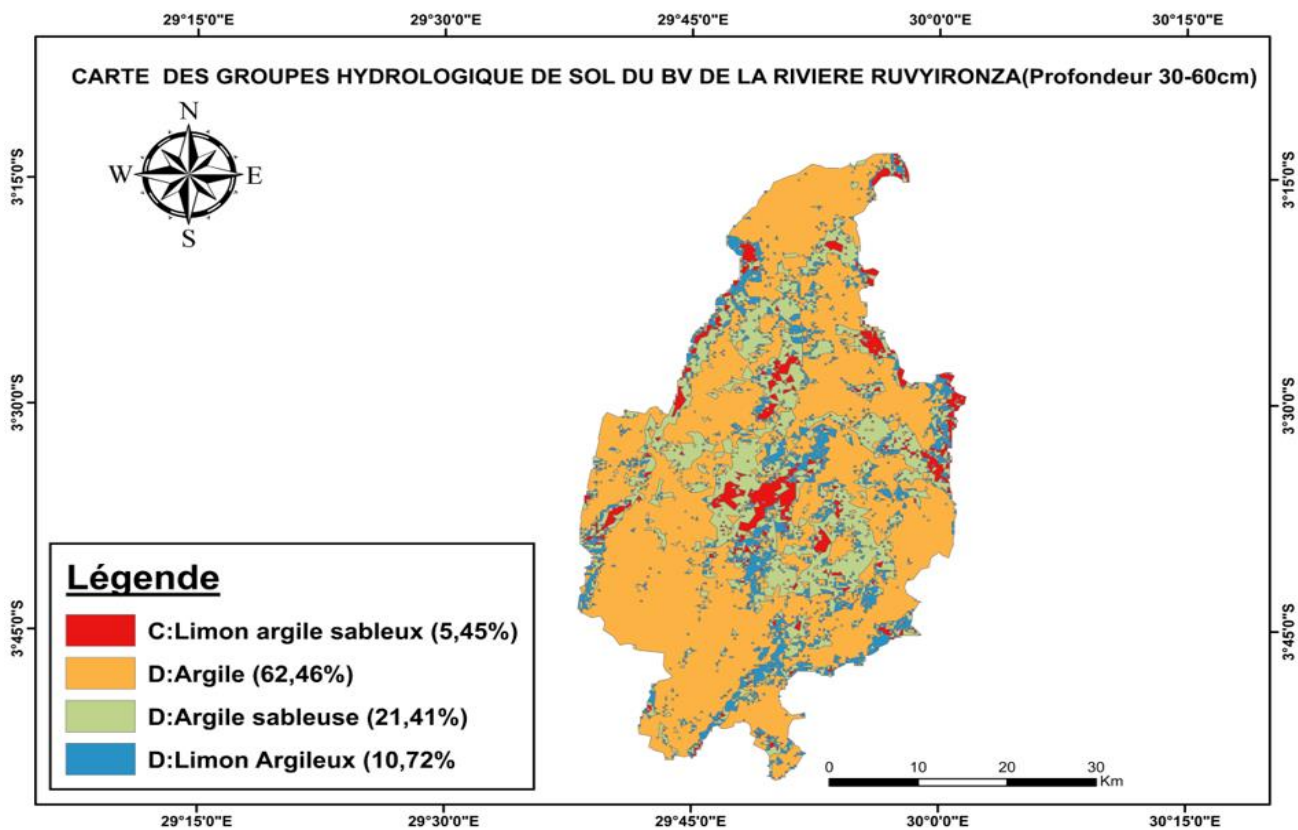 29°15'0"E 29°30'0"E 29°45'0"E 30°0'0"E 30°15'0"E
CARTE DES GROUPES HYDROLOGIQUE DE SOL DU BV DE LA RIVIERE RUVYIRONZA(Profondeur 30-60cm)
N
W E
S
3°15'0"S 3°15'0"S
3°30'0"S 3°30'0"S
3°45'0"S 3°45'0"S
Légende
C:Limon argile sableux (5,45%)
D:Argile (62,46%)
D:Argile sableuse (21,41%)
D:Limon Argileux (10,72%
0 10 20 30
Km
29°15'0"E 29°30'0"E 29°45'0"E 30°0'0"E 30°15'0"E